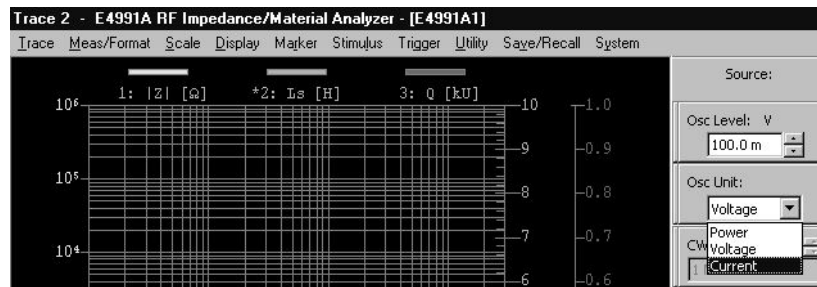 Trace 2 - E4991A RF Impedance/Material Analyzer - [E4991A1]
Trace Meas/Format Scale Display Marker Stimulus Trigger Utility Save/Recall System
Source:
1: |Z| [Ω] *2: Ls [H] 3: Q [kU]
10⁶ 10 1.0
Osc Level: V
100.0 m
9 0.9
10⁵
Osc Unit:
8 0.8
Voltage
Power
7 0.7
Voltage
10⁴
Current
6 0.6